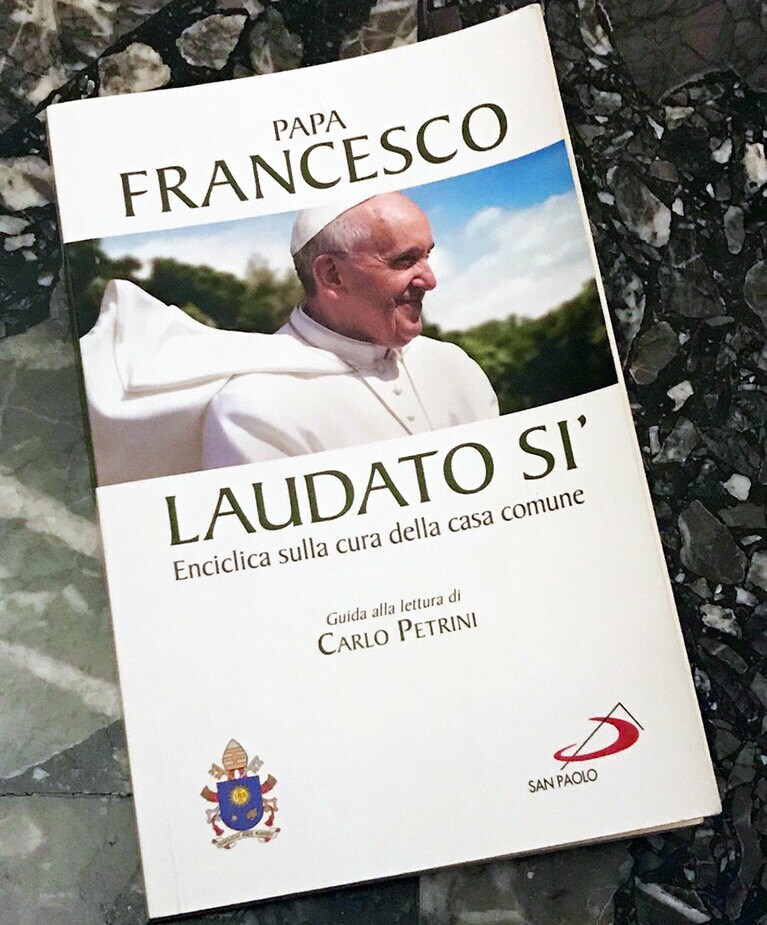 PAPA
FRANCESCO
LAUDATO SI'
Enciclica sulla cura della casa comune
Guida alla lettura di
CARLO PETRINI
SAN PAOLO